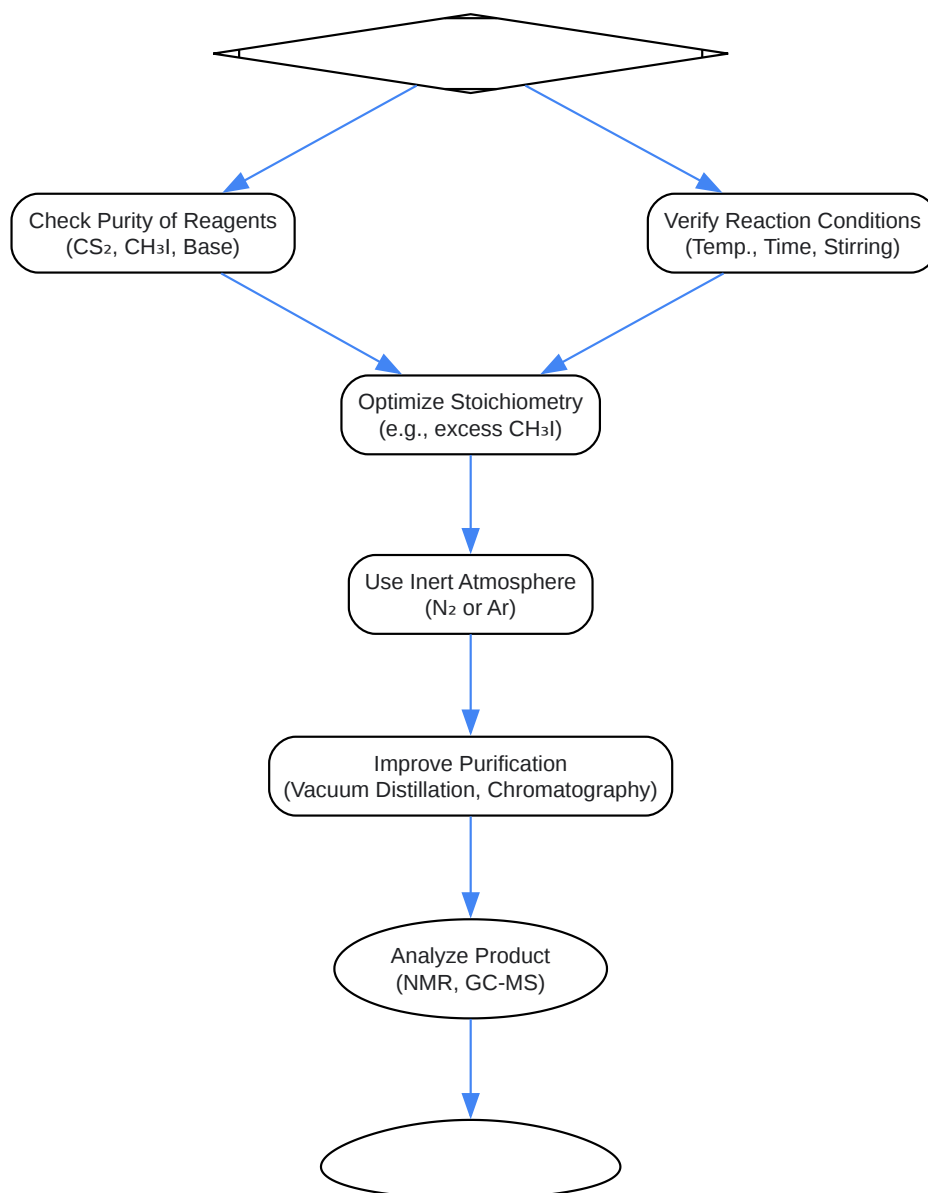 Check Purity of Reagents
(CS₂, CH₃I, Base)
Verify Reaction Conditions
(Temp., Time, Stirring)
Optimize Stoichiometry
(e.g., excess CH₃I)
Use Inert Atmosphere
(N₂ or Ar)
Improve Purification
(Vacuum Distillation, Chromatography)
Analyze Product
(NMR, GC-MS)